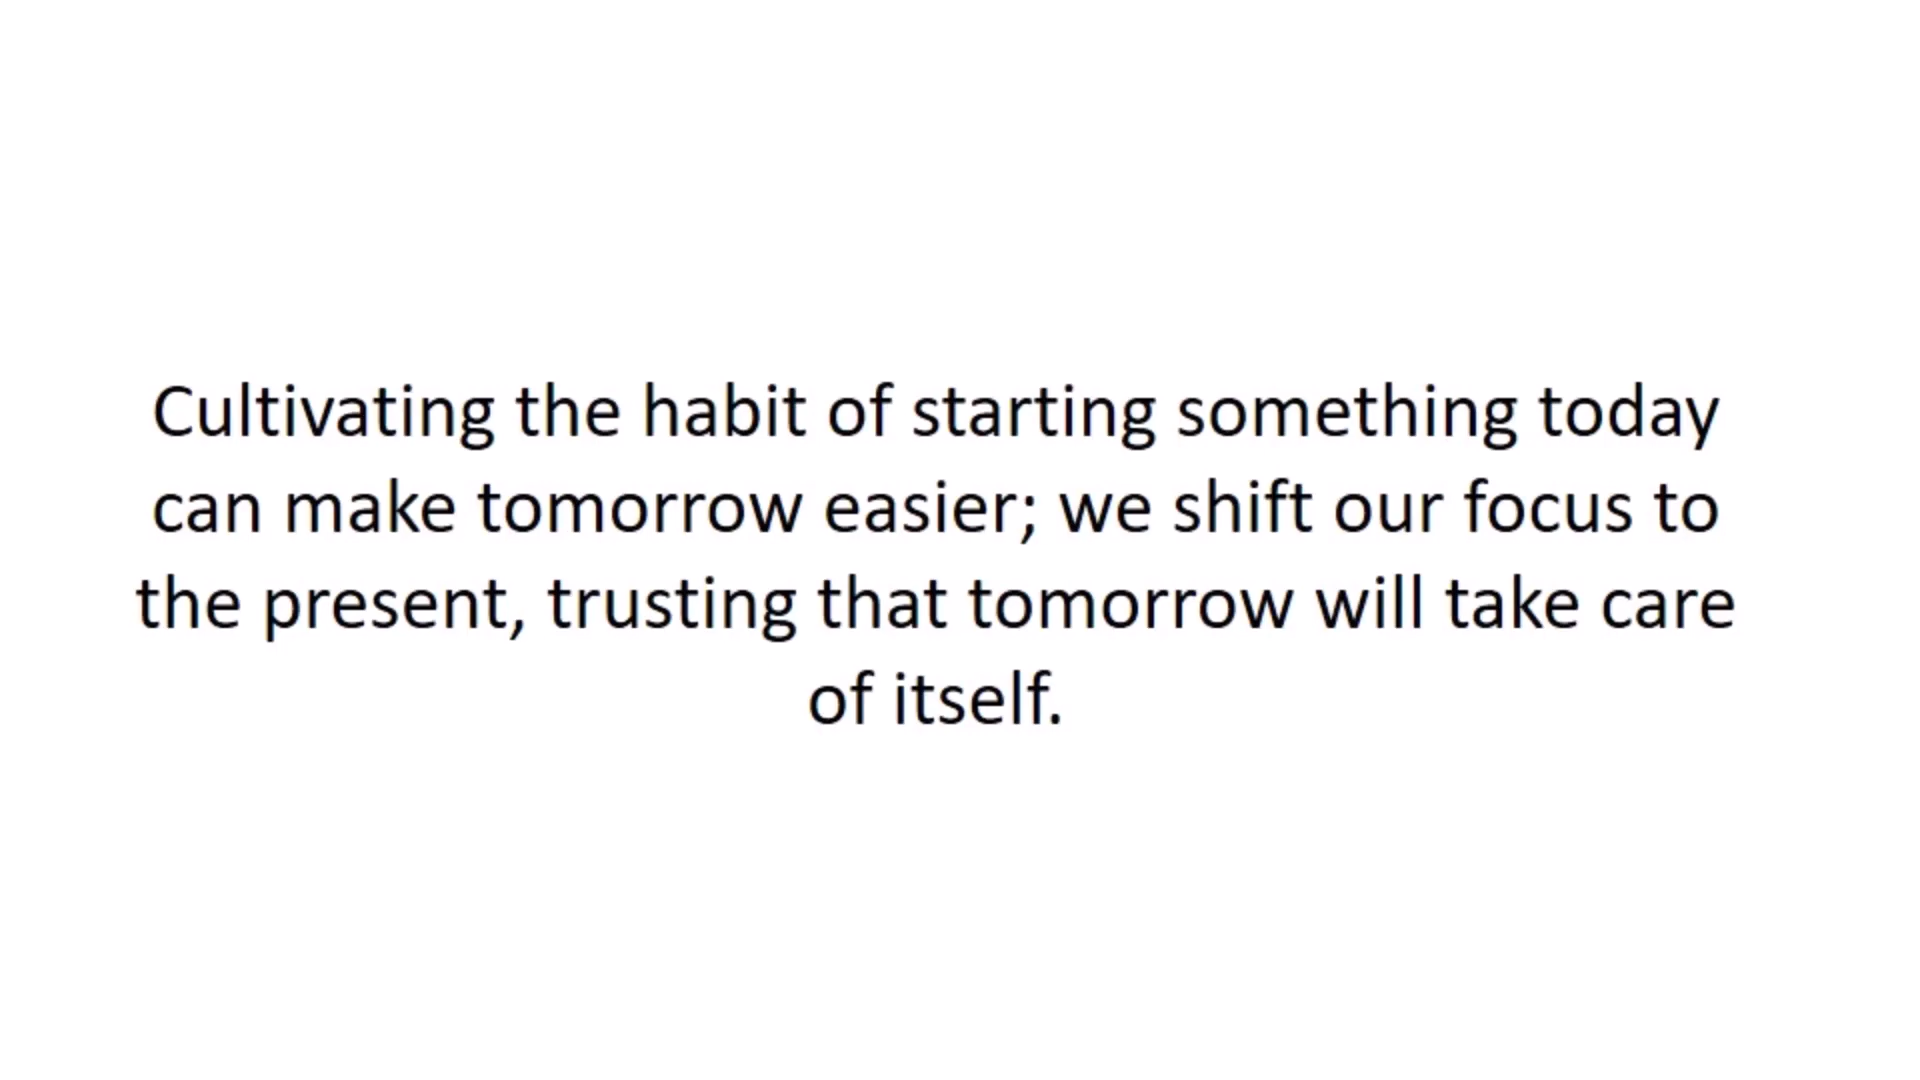 Cultivating the habit of starting something today
can make tomorrow easier; we shift our focus to
the present, trusting that tomorrow will take care
of itself.